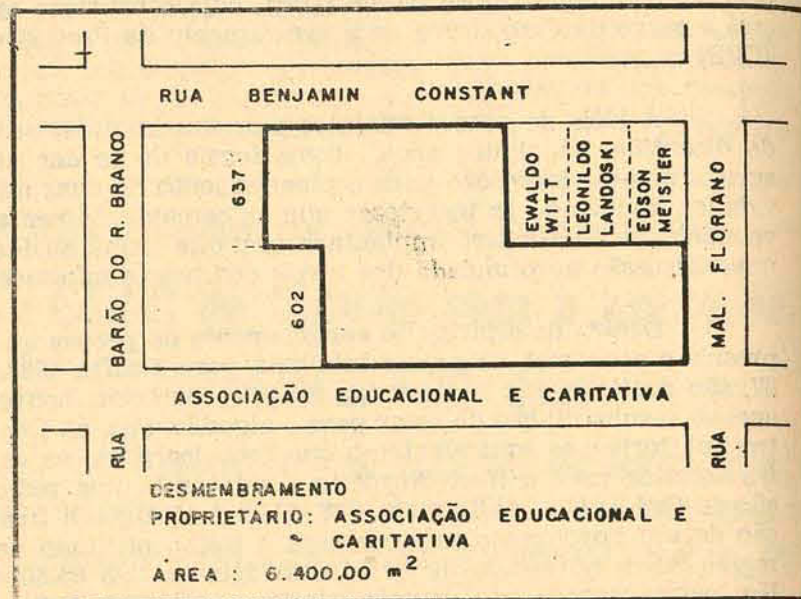 RUA BENJAMIN CONSTANT
RUA BARÃO DO R. BRANCO
637
602
EWALDO
WITT
LEONILDO
LANDOSKI
EDSON
MEISTER
RUA MAL. FLORIANO
ASSOCIAÇÃO EDUCACIONAL E CARITATIVA
DESMEMBRAMENTO
PROPRIETÁRIO: ASSOCIAÇÃO EDUCACIONAL E
CARITATIVA
AREA : 6.400.00 m²